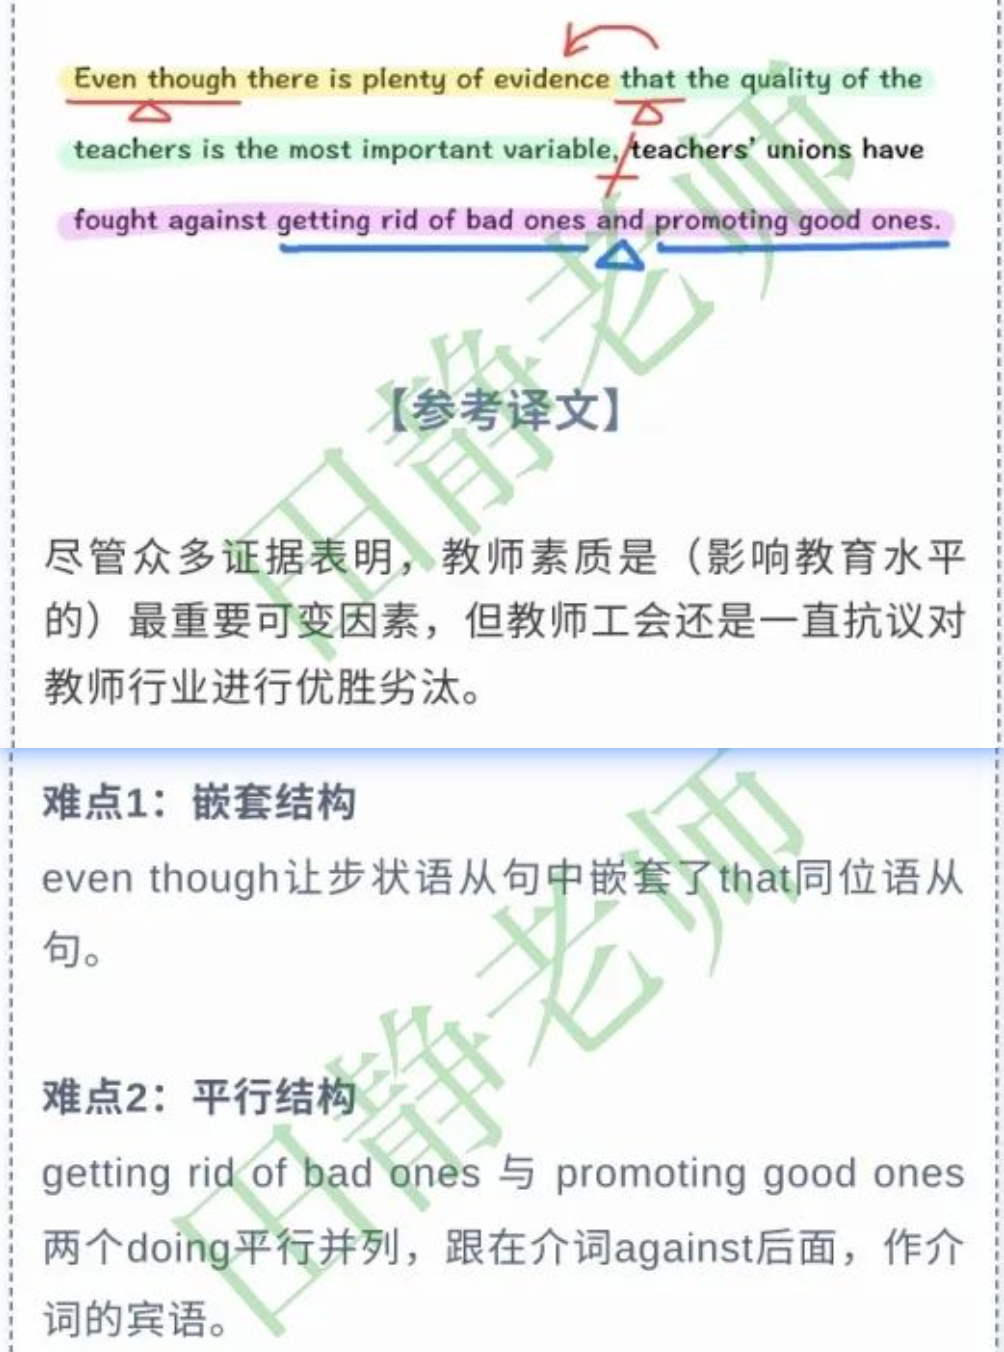 Even though there is plenty of evidence that the quality of the
teachers is the most important variable, teachers' unions have
fought against getting rid of bad ones and promoting good ones.
【参考译文】
尽管众多证据表明，教师素质是（影响教育水平
的）最重要可变因素，但教师工会还是一直抗议对
教师行业进行优胜劣汰。
难点1：嵌套结构
even though让步状语从句中嵌套了that同位语从
句。
难点2：平行结构
getting rid of bad ones 与 promoting good ones
两个doing平行并列，跟在介词against后面，作介
词的宾语。
田静老师
田静老师